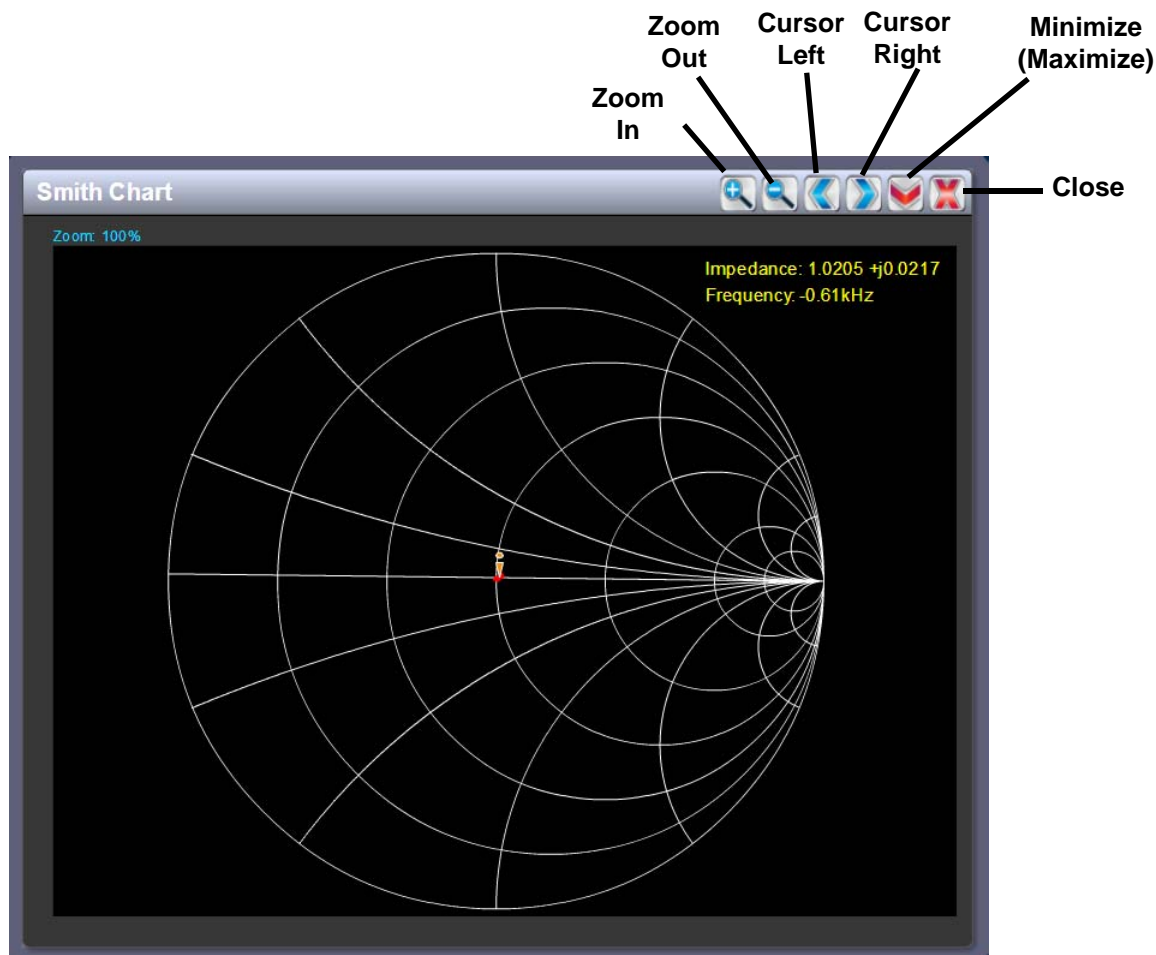 Zoom
Out
Cursor
Left
Cursor
Right
Minimize
(Maximize)
Zoom
In
Close
Smith Chart
Zoom: 100%
Impedance: 1.0205 +j0.0217
Frequency: -0.61kHz